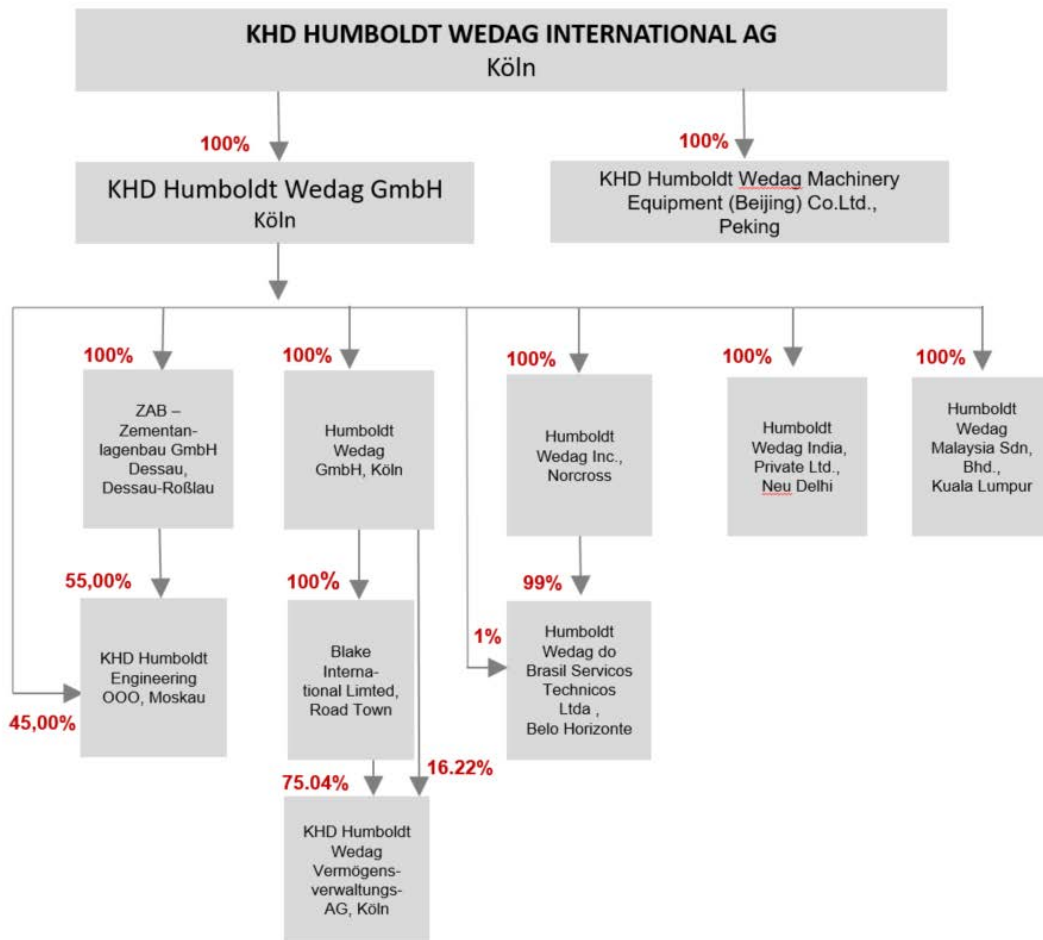 KHD HUMBOLDT WEDAG INTERNATIONAL AG
Köln
100%
100%
KHD Humboldt Wedag GmbH
Köln
KHD Humboldt Wedag Machinery
Equipment (Beijing) Co.Ltd.,
Peking
100%
100%
100%
100%
100%
ZAB –
Zementan-
lagenbau GmbH
Dessau,
Dessau-Roßlau
Humboldt
Wedag
GmbH, Köln
Humboldt
Wedag Inc.,
Norcross
Humboldt
Wedag India,
Private Ltd.,
Neu Delhi
Humboldt
Wedag
Malaysia Sdn,
Bhd.,
Kuala Lumpur
55,00%
100%
99%
KHD Humboldt
Engineering
OOO, Moskau
45,00%
Blake
Interna-
tional Limted,
Road Town
1%
Humboldt
Wedag do
Brasil Servicos
Technicos
Ltda ,
Belo Horizonte
75.04%
16.22%
KHD Humboldt
Wedag
Vermögens-
verwaltungs-
AG, Köln